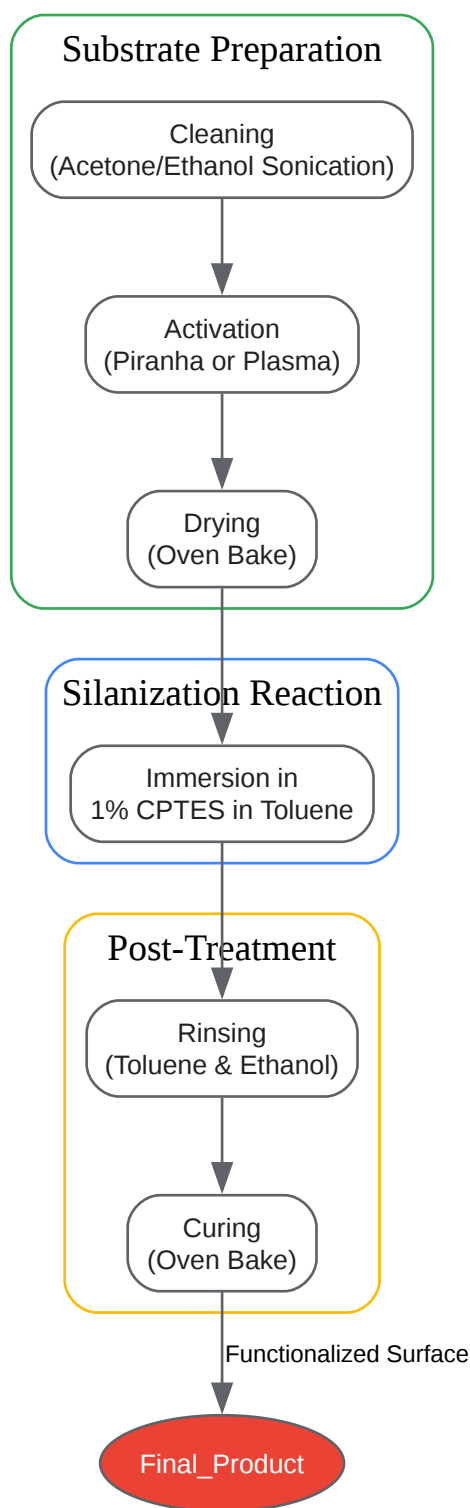 Substrate Preparation
Cleaning
(Acetone/Ethanol Sonication)
Activation
(Piranha or Plasma)
Drying
(Oven Bake)
Silanization Reaction
Immersion in
1% CPTES in Toluene
Post-Treatment
Rinsing
(Toluene & Ethanol)
Curing
(Oven Bake)
Functionalized Surface
Final_Product